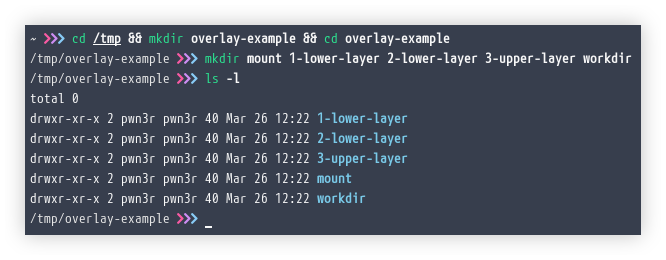 ~ ❯❯❯ cd /tmp && mkdir overlay-example && cd overlay-example
/tmp/overlay-example ❯❯❯ mkdir mount 1-lower-layer 2-lower-layer 3-upper-layer workdir
/tmp/overlay-example ❯❯❯ ls -l
total 0
drwxr-xr-x 2 pwn3r pwn3r 40 Mar 26 12:22 1-lower-layer
drwxr-xr-x 2 pwn3r pwn3r 40 Mar 26 12:22 2-lower-layer
drwxr-xr-x 2 pwn3r pwn3r 40 Mar 26 12:22 3-upper-layer
drwxr-xr-x 2 pwn3r pwn3r 40 Mar 26 12:22 mount
drwxr-xr-x 2 pwn3r pwn3r 40 Mar 26 12:22 workdir
/tmp/overlay-example ❯❯❯ _